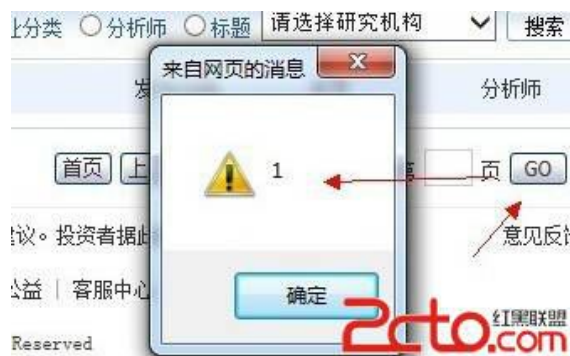 分类 分析师 标题 请选择研究机构 搜索
来自网页的消息
发 分析师
1
首页 上 页 GO
议。投资者据此 意见反馈
公益 | 客服中心
确定
红黑联盟
2cto.com
Reserved